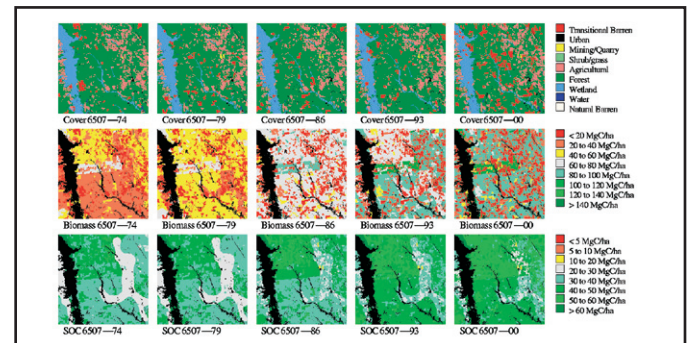 Transitional Barren
Urban
Mining/Quarry
Shrub/grass
Agricultural
Forest
Wetland
Water
Natural Barren
Cover 6507—74
Cover 6507—79
Cover 6507—86
Cover 6507—93
Cover 6507—00
< 20 MgC/ha
20 to 40 MgC/ha
40 to 60 MgC/ha
60 to 80 MgC/ha
80 to 100 MgC/ha
100 to 120 MgC/ha
120 to 140 MgC/ha
> 140 MgC/ha
Biomass 6507—74
Biomass 6507—79
Biomass 6507—86
Biomass 6507—93
Biomass 6507—00
< 5 MgC/ha
5 to 10 MgC/ha
10 to 20 MgC/ha
20 to 30 MgC/ha
30 to 40 MgC/ha
40 to 50 MgC/ha
50 to 60 MgC/ha
> 60 MgC/ha
SOC 6507—74
SOC 6507—79
SOC 6507—86
SOC 6507—93
SOC 6507—00